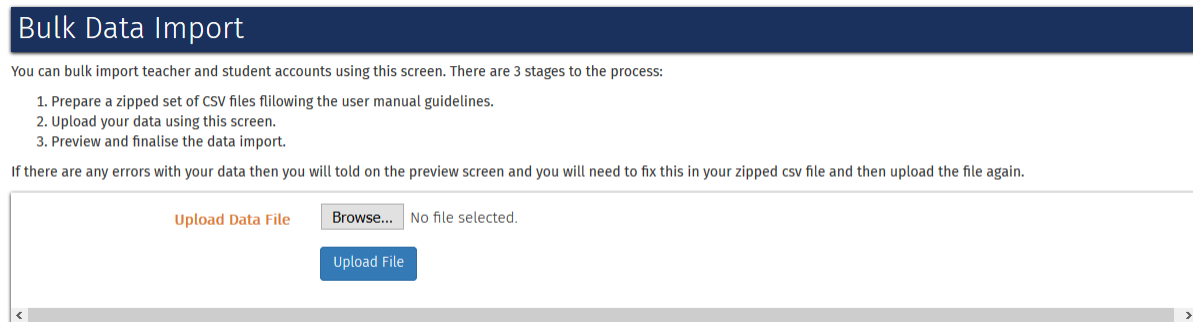 Bulk Data Import
You can bulk import teacher and student accounts using this screen. There are 3 stages to the process:
1. Prepare a zipped set of CSV files flilowing the user manual guidelines.
2. Upload your data using this screen.
3. Preview and finalise the data import.
If there are any errors with your data then you will told on the preview screen and you will need to fix this in your zipped csv file and then upload the file again.
Upload Data File Browse... No file selected.
Upload File